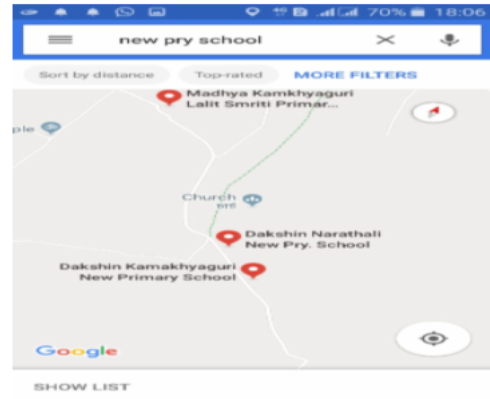 70% 18:06
new pry school
Sort by distance Top-rated MORE FILTERS
Madhya Kamkhyaguri
Lalit Smriti Primar...
ple
Church
Dakshin Narathali
New Pry. School
Dakshin Kamakhyaguri
New Primary School
Google
SHOW LIST